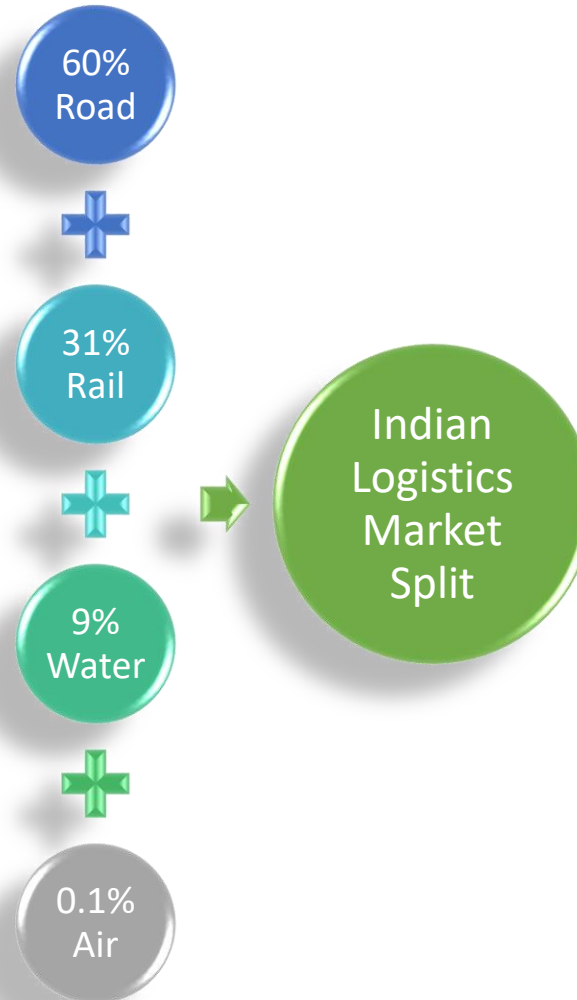 60%
Road
31%
Rail
9%
Water
0.1%
Air
Indian
Logistics
Market
Split